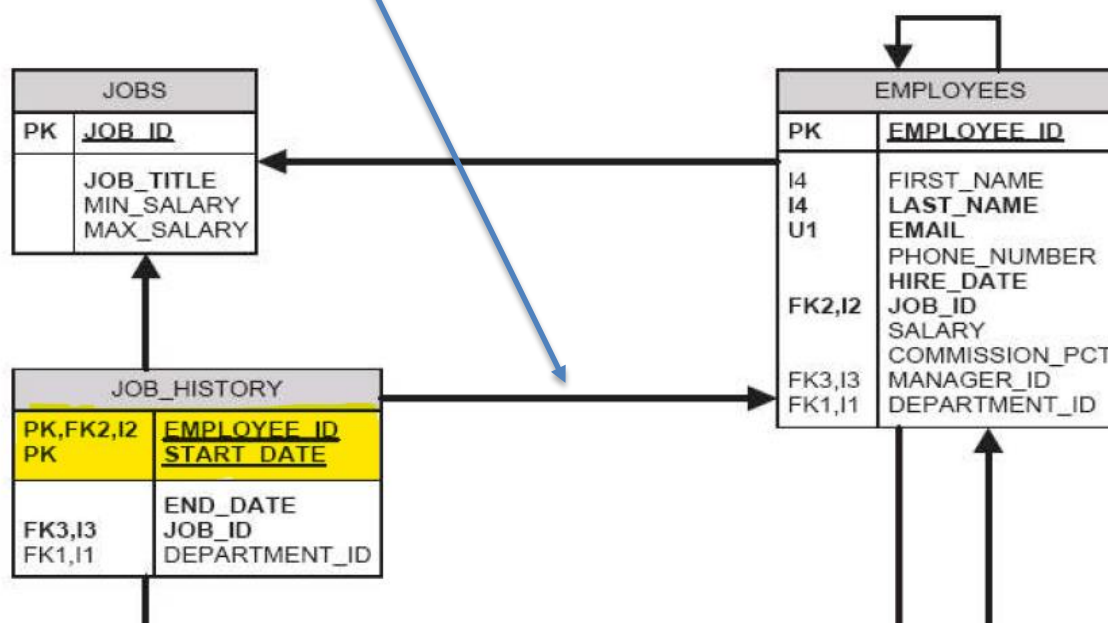 JOBS
PK JOB_ID
JOB_TITLE
MIN_SALARY
MAX_SALARY
EMPLOYEES
PK EMPLOYEE_ID
I4 FIRST_NAME
I4 LAST_NAME
U1 EMAIL
PHONE_NUMBER
HIRE_DATE
FK2,I2 JOB_ID
SALARY
COMMISSION_PCT
FK3,I3 MANAGER_ID
FK1,I1 DEPARTMENT_ID
JOB_HISTORY
PK,FK2,I2 EMPLOYEE_ID
PK START_DATE
END_DATE
FK3,I3 JOB_ID
FK1,I1 DEPARTMENT_ID